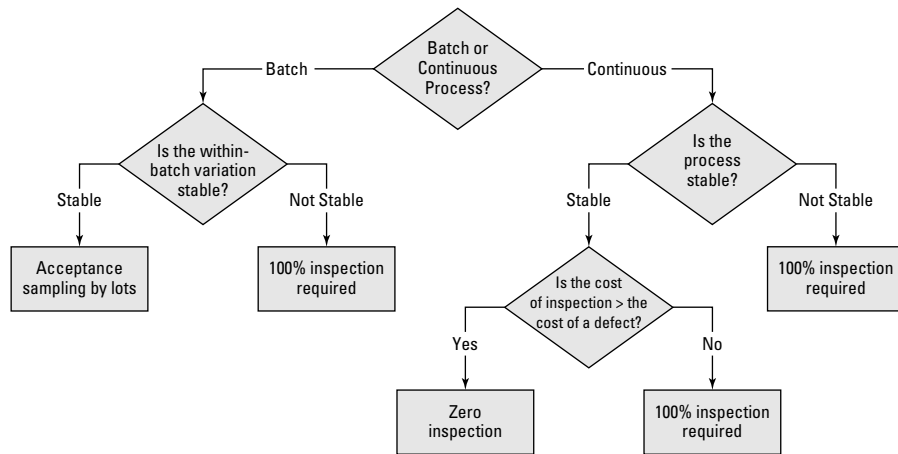 Batch or
Continuous
Process?
Batch
Continuous
Is the within-
batch variation
stable?
Is the
process
stable?
Stable
Not Stable
Stable
Not Stable
Acceptance
sampling by lots
100% inspection
required
Is the cost
of inspection > the
cost of a defect?
100% inspection
required
Yes
No
Zero
inspection
100% inspection
required